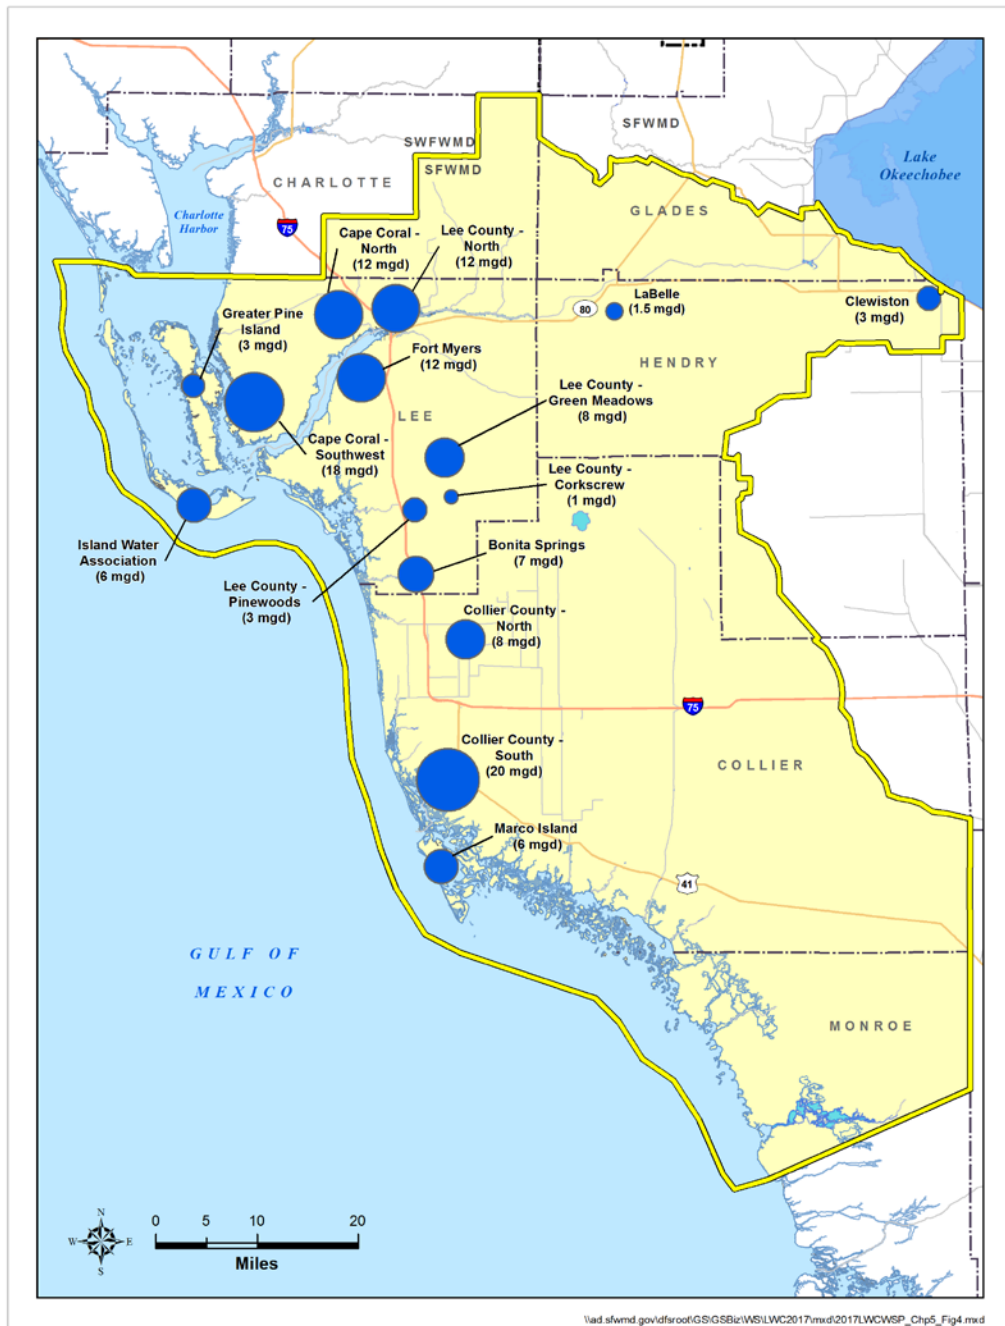 SWFWMD
SFWMD
SFWMD
Lake
Okeechobee
CHARLOTTE
Charlotte
Harbor
75
GLADES
Cape Coral -
North
(12 mgd)
Lee County -
North
(12 mgd)
LaBelle
(1.5 mgd)
80
Clewiston
(3 mgd)
Greater Pine
Island
(3 mgd)
Fort Myers
(12 mgd)
HENDRY
Lee County -
Green Meadows
(8 mgd)
LEE
Cape Coral -
Southwest
(18 mgd)
Lee County -
Corkscrew
(1 mgd)
Island Water
Association
(6 mgd)
Bonita Springs
(7 mgd)
Lee County -
Pinewoods
(3 mgd)
Collier County -
North
(8 mgd)
75
Collier County -
South
(20 mgd)
COLLIER
Marco Island
(6 mgd)
41
GULF OF
MEXICO
MONROE
N
W E
S
0 5 10 20
Miles
\\ad.sfwmd.gov\dfsroot\GS\GSBiz\WS\LWC2017\mxd\2017LWCWSP_Chp5_Fig4.mxd